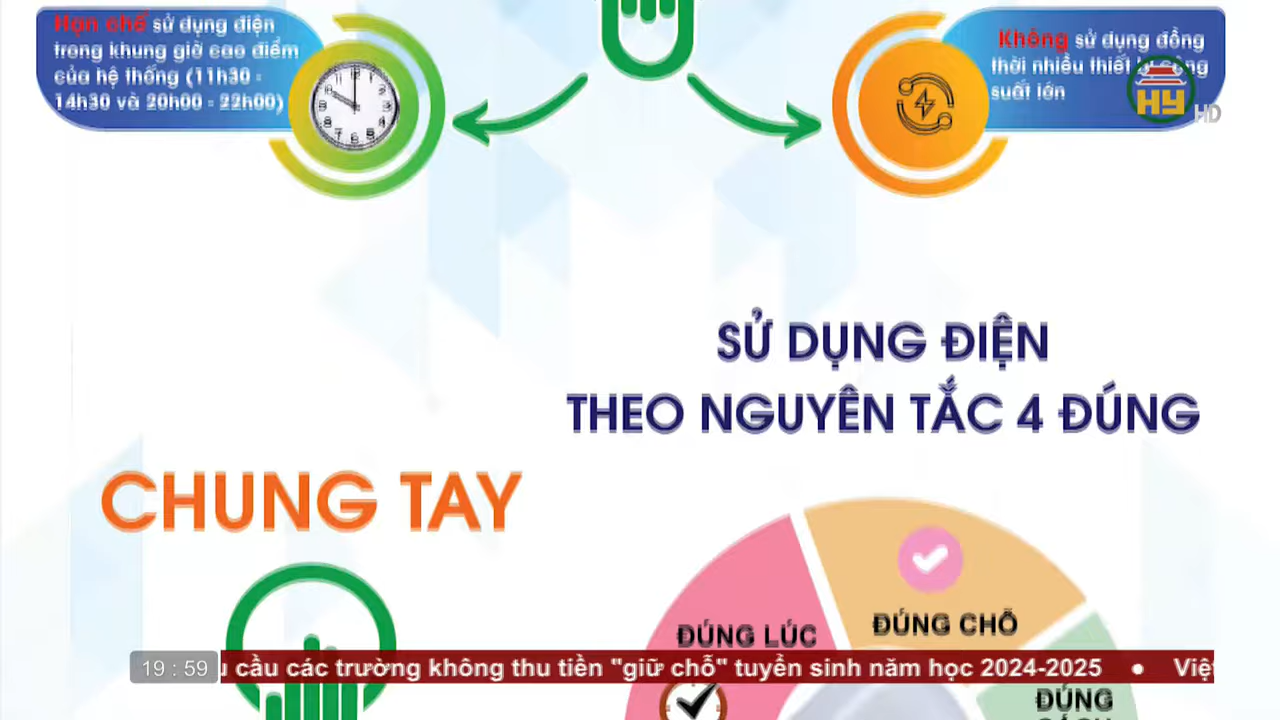 Hạn chế sử dụng điện
trong khung giờ cao điểm
của hệ thống (11h30 -
14h30 và 20h00 - 22h00)
Không sử dụng đồng
thời nhiều thiết bị công
suất lớn
HY
HD
SỬ DỤNG ĐIỆN
THEO NGUYÊN TẮC 4 ĐÚNG
CHUNG TAY
ĐÚNG CHỖ
ĐÚNG LÚC
19 : 59
cầu các trường không thu tiền "giữ chỗ" tuyển sinh năm học 2024-2025 •
ĐÚNG